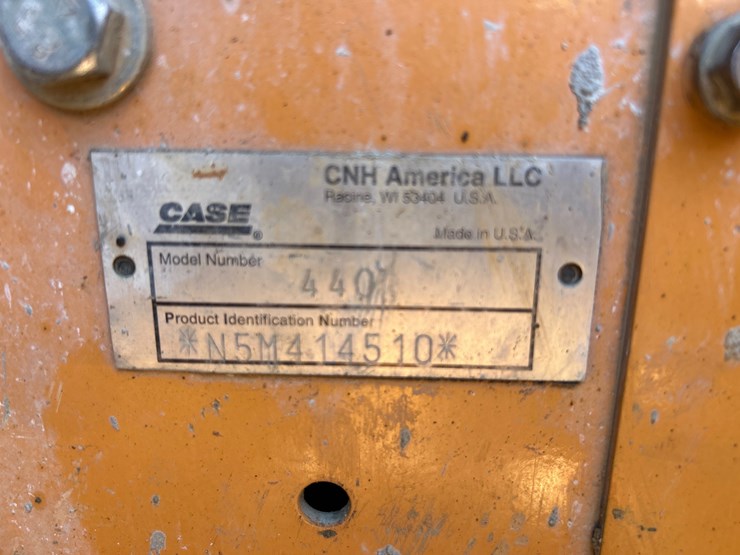 CNH America LLC
Racine, WI 53404 U.S.A.
CASE
®
Made in U.S.A.
Model Number
440
Product Identification Number
*N5M414510*